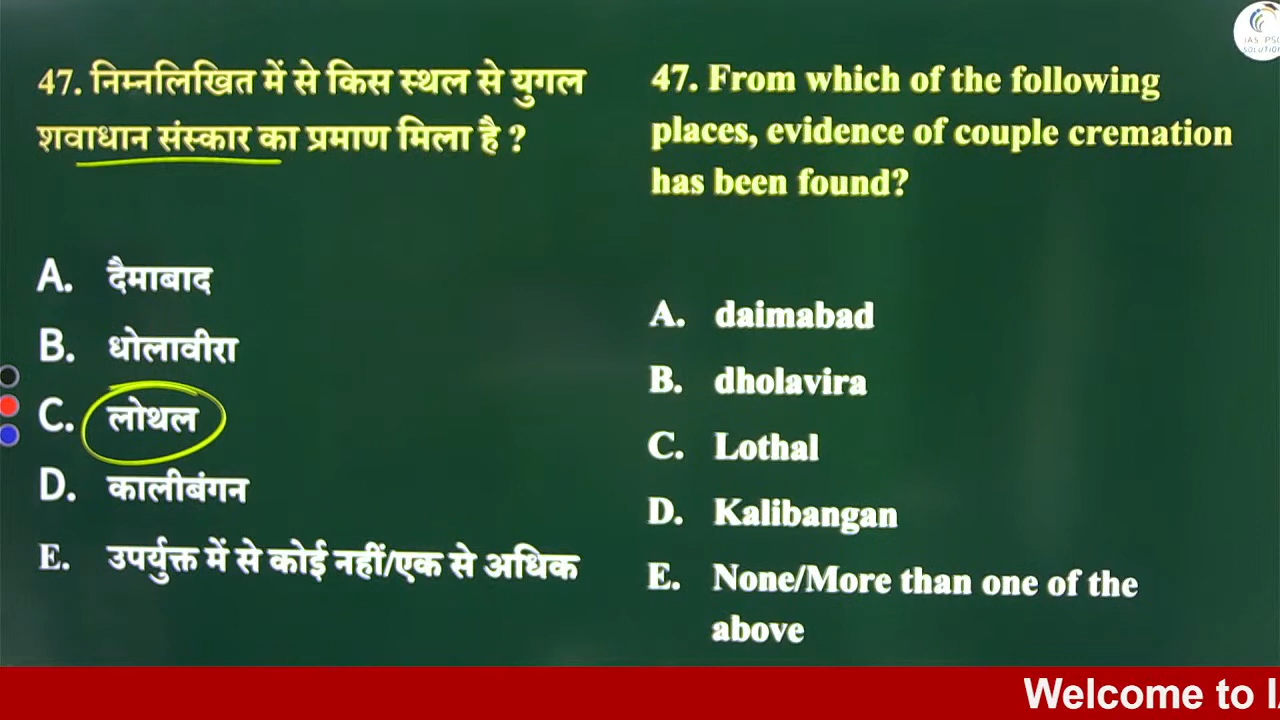 47. निम्नलिखित में से किस स्थल से युगल
शवाधान संस्कार का प्रमाण मिला है ?
A. दैमाबाद
B. धोलावीरा
C. लोथल
D. कालीबंगन
E. उपर्युक्त में से कोई नहीं/एक से अधिक
47. From which of the following
places, evidence of couple cremation
has been found?
A. daimabad
B. dholavira
C. Lothal
D. Kalibangan
E. None/More than one of the
above
Welcome to